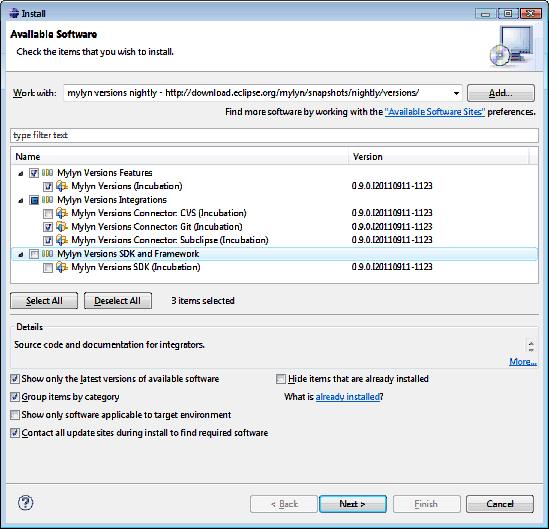 Install
Available Software
Check the items that you wish to install.
Work with: mylyn versions nightly - http://download.eclipse.org/mylyn/snapshots/nightly/versions/ Add...
Find more software by working with the "Available Software Sites" preferences.
type filter text
Name Version
Mylyn Versions Features
Mylyn Versions (Incubation) 0.9.0.I20110911-1123
Mylyn Versions Integrations
Mylyn Versions Connector: CVS (Incubation) 0.9.0.I20110911-1123
Mylyn Versions Connector: Git (Incubation) 0.9.0.I20110911-1123
Mylyn Versions Connector: Subclipse (Incubation) 0.9.0.I20110911-1123
Mylyn Versions SDK and Framework
Mylyn Versions SDK (Incubation) 0.9.0.I20110911-1123
Select All Deselect All 3 items selected
Details
Source code and documentation for integrators.
More...
Show only the latest versions of available software Hide items that are already installed
Group items by category What is already installed?
Show only software applicable to target environment
Contact all update sites during install to find required software
? < Back Next > Finish Cancel